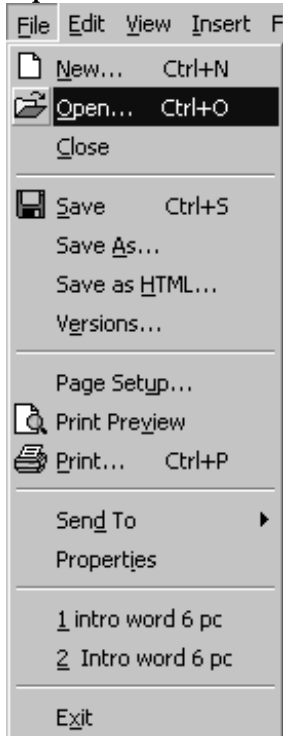 File Edit View Insert F
New... Ctrl+N
Open... Ctrl+O
Close
Save Ctrl+S
Save As...
Save as HTML...
Versions...
Page Setup...
Print Preview
Print... Ctrl+P
Send To
Properties
1 intro word 6 pc
2 Intro word 6 pc
Exit